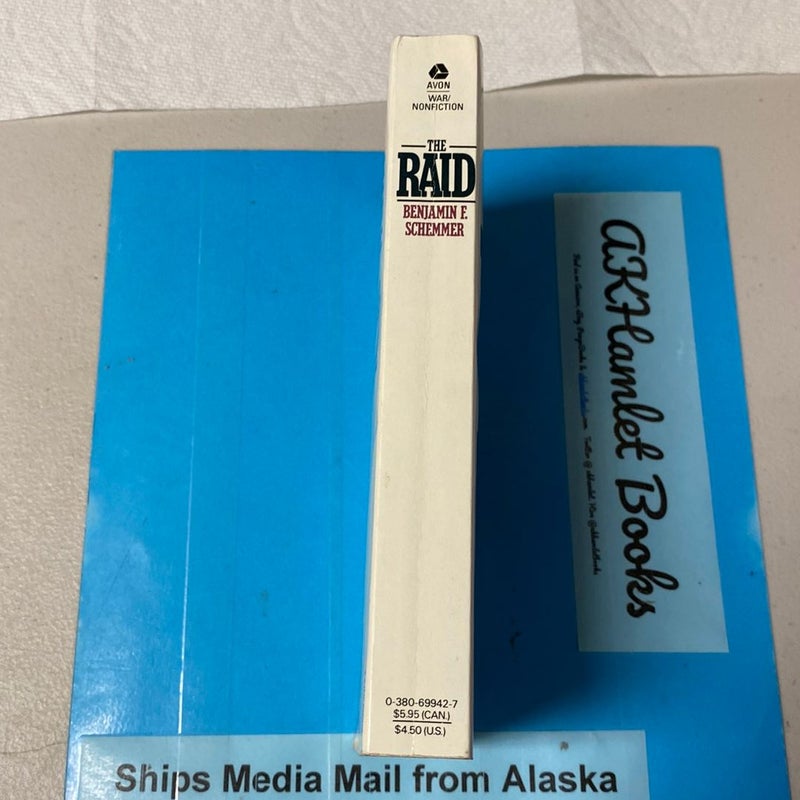 AVON
WAR/
NONFICTION
THE
RAID
BENJAMIN F.
SCHEMMER
0-380-69942-7
$5.95 (CAN.)
$4.50 (U.S.)
AKHamlet Books
Ships Media Mail from Alaska